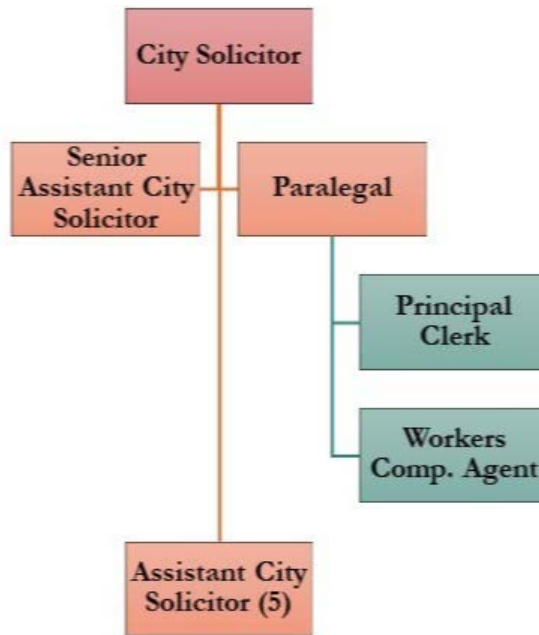 City Solicitor
Senior
Assistant City
Solicitor
Paralegal
Principal
Clerk
Workers
Comp. Agent
Assistant City
Solicitor (5)